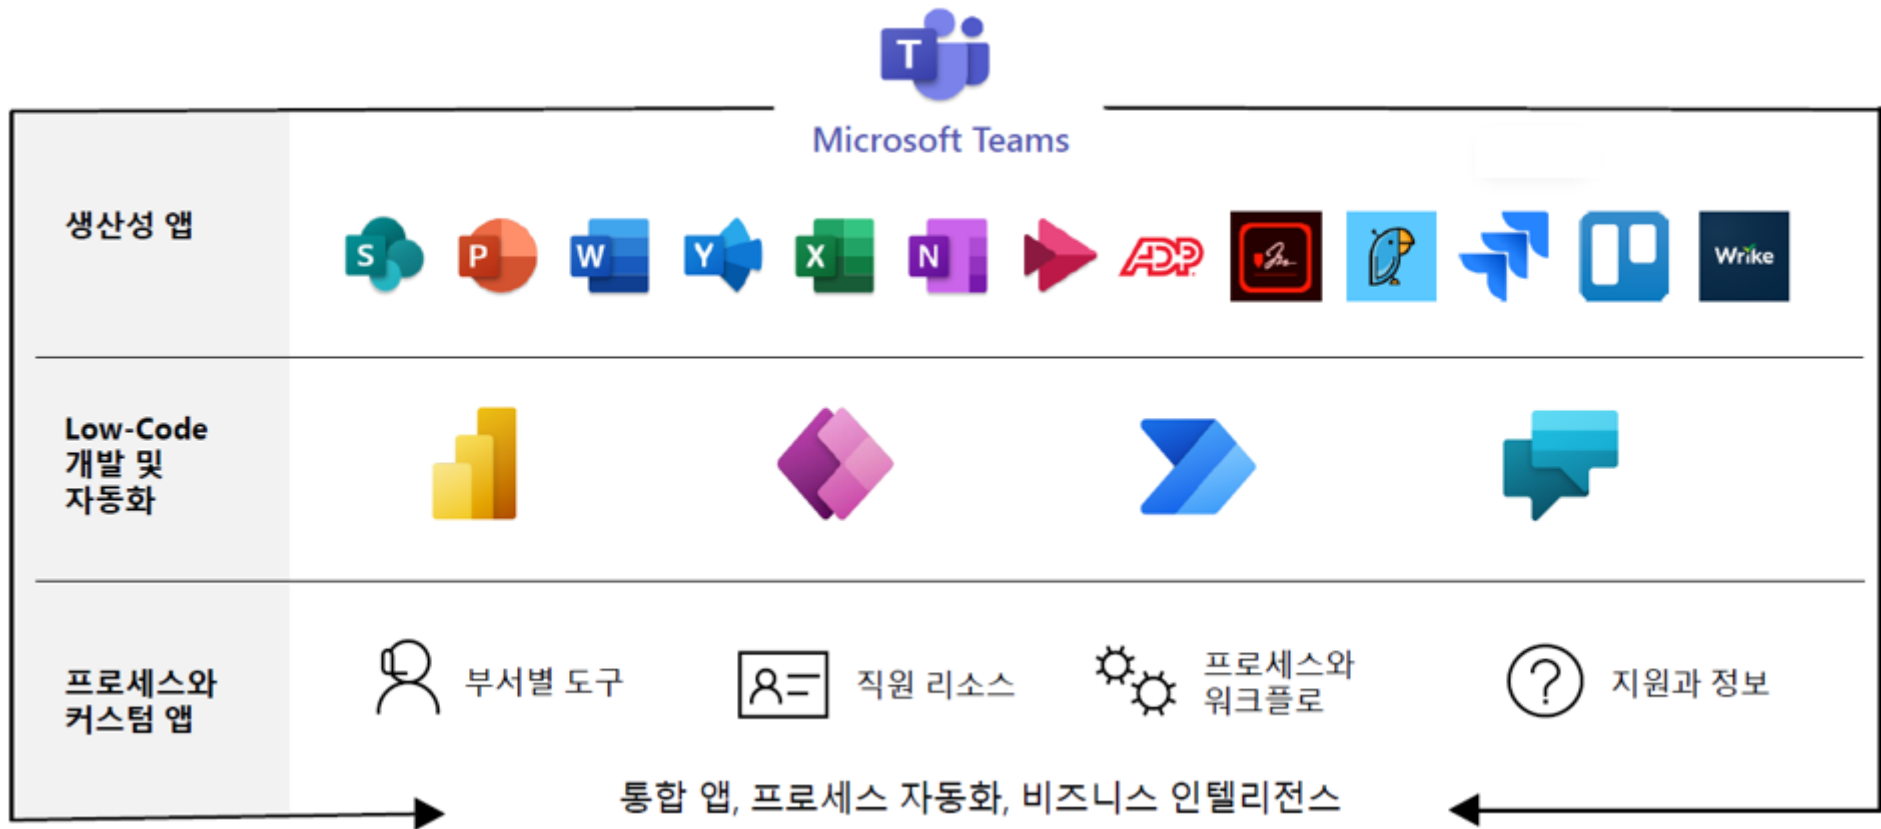 T
Microsoft Teams
생산성 앱
S P W Y X N ADP Wrike
Low-Code
개발 및
자동화
프로세스와
커스텀 앱
부서별 도구
직원 리소스
프로세스와
워크플로
? 지원과 정보
통합 앱, 프로세스 자동화, 비즈니스 인텔리전스